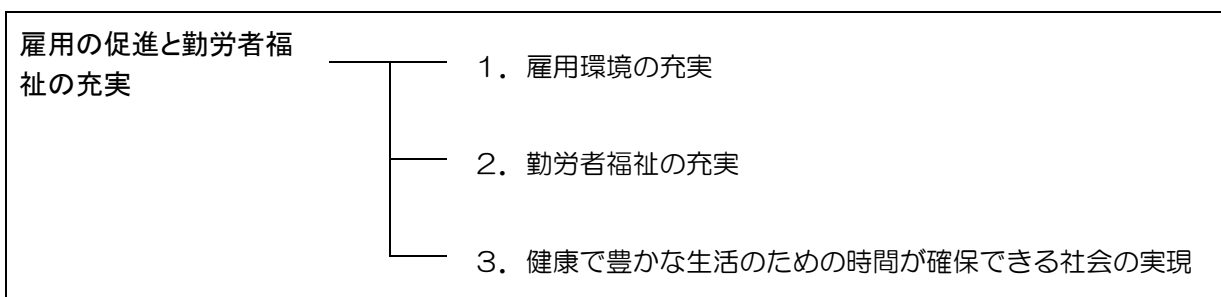 雇用の促進と勤労者福
祉の充実
１．雇用環境の充実
２．勤労者福祉の充実
３．健康で豊かな生活のための時間が確保できる社会の実現